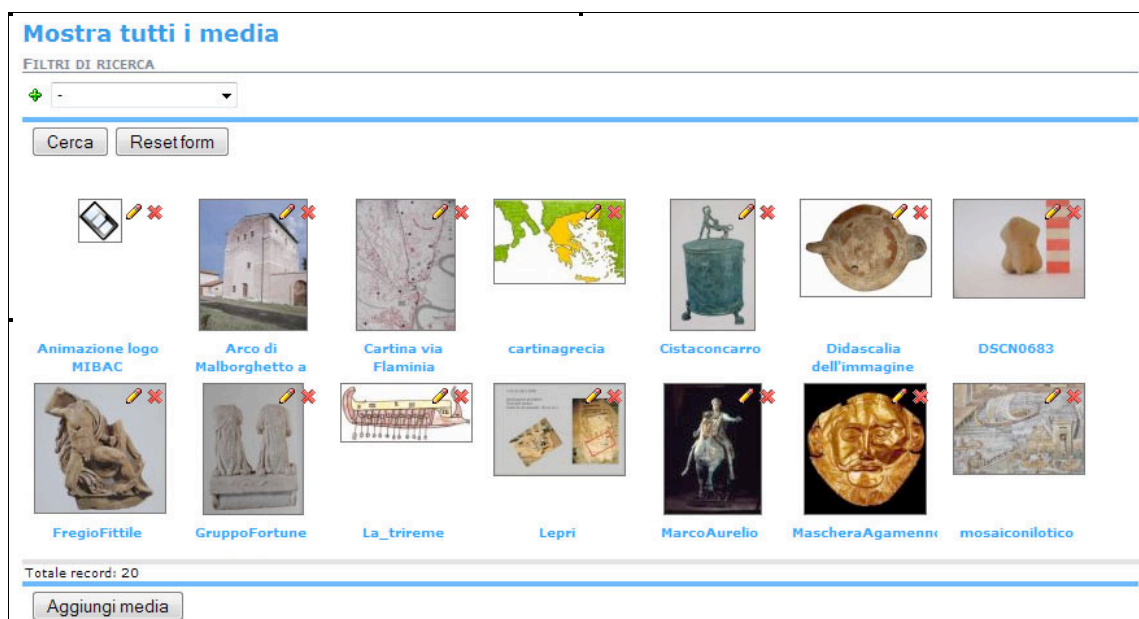 Mostra tutti i media
FILTRI DI RICERCA
-
Cerca Reset form
Animazione logo MIBAC
Arco di Malborghetto a
Cartina via Flaminia
cartinagrecia
Cistaconcarro
Didascalia dell'immagine
DSCN0683
FregioFittile
GruppoFortune
La_trireme
Lepri
MarcoAurelio
MascheraAgamenn
mosaiconilotico
Totale record: 20
Aggiungi media